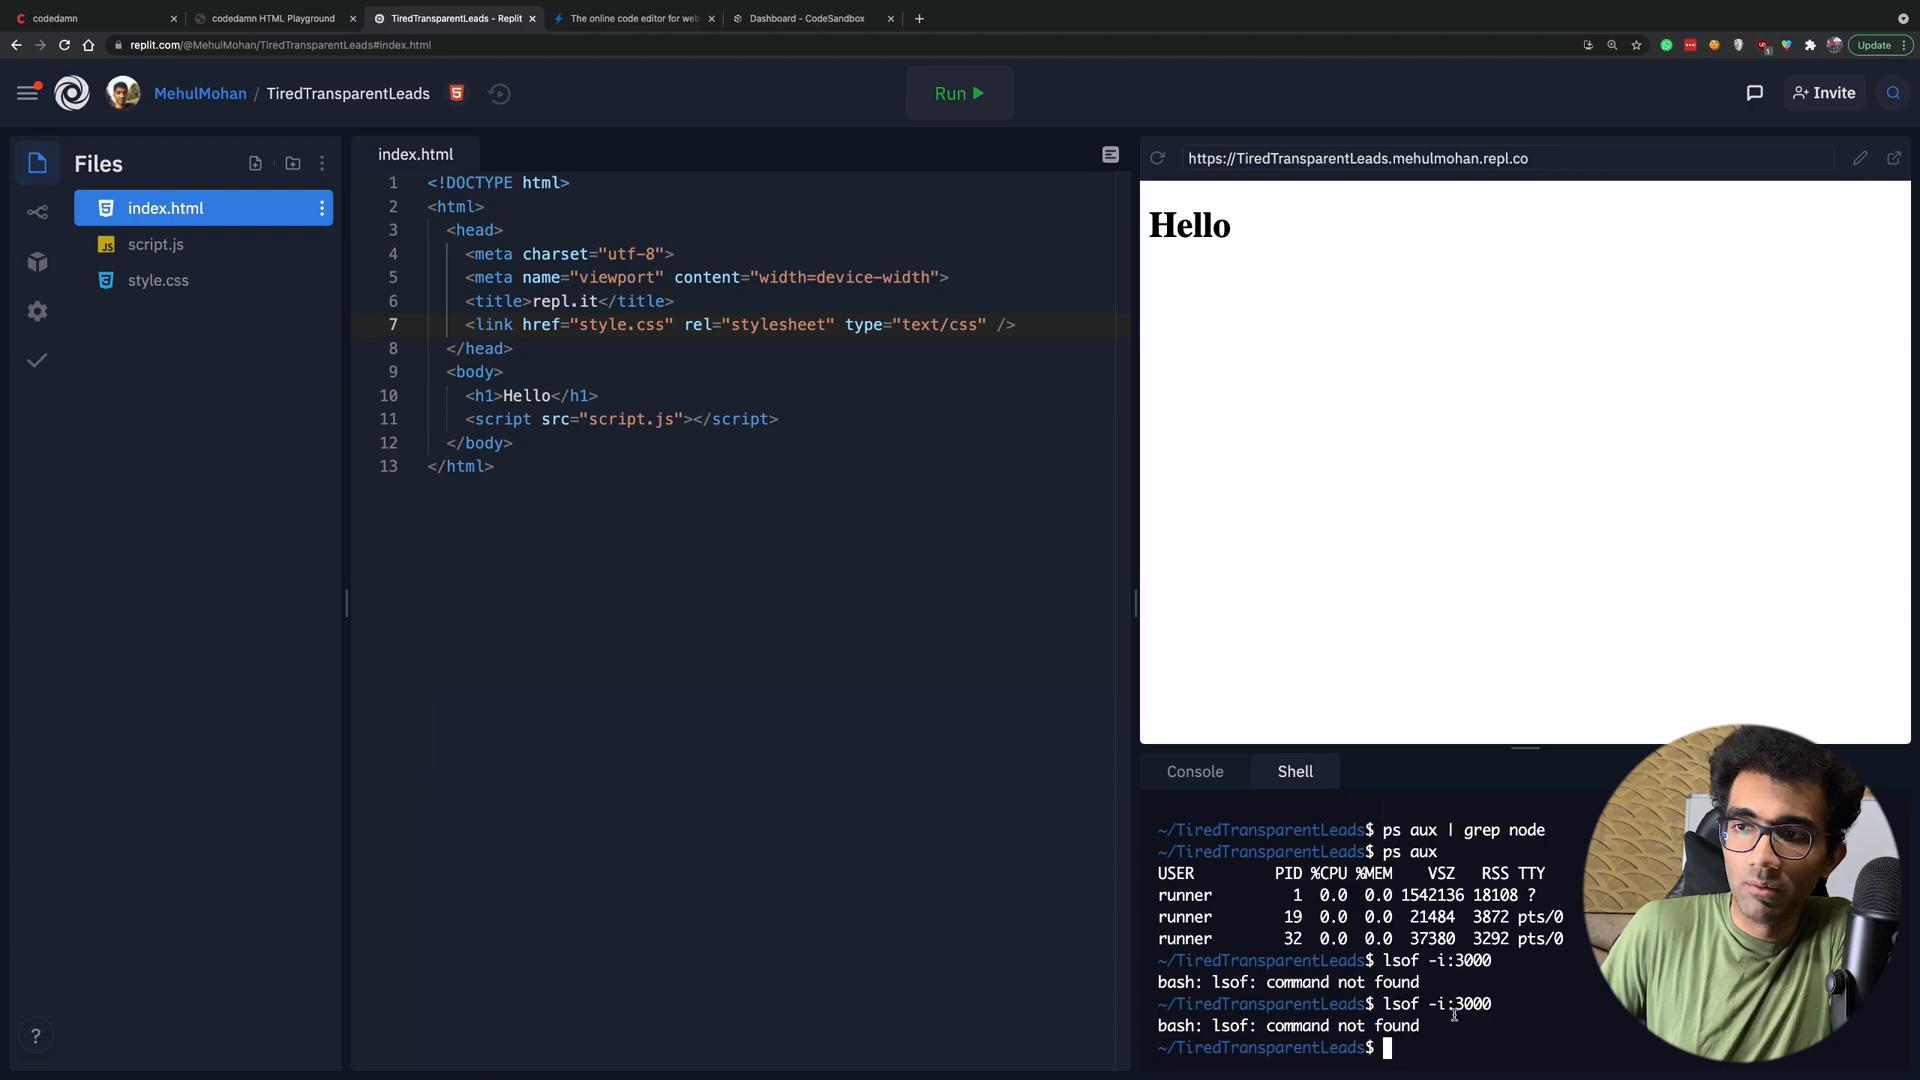 codedamn
codedamn HTML Playground
TiredTransparentLeads - Replit
The online code editor for web
Dashboard - CodeSandbox
replit.com/@MehulMohan/TiredTransparentLeads#index.html
Update
MehulMohan / TiredTransparentLeads
Run
Invite
Files
index.html
script.js
style.css
index.html
1 <!DOCTYPE html>
2 <html>
3 <head>
4 <meta charset="utf-8">
5 <meta name="viewport" content="width=device-width">
6 <title>repl.it</title>
7 <link href="style.css" rel="stylesheet" type="text/css" />
8 </head>
9 <body>
10 <h1>Hello</h1>
11 <script src="script.js"></script>
12 </body>
13 </html>
https://TiredTransparentLeads.mehulmohan.repl.co
Hello
Console
Shell
~/TiredTransparentLeads$ ps aux | grep node
~/TiredTransparentLeads$ ps aux
USER PID %CPU %MEM VSZ RSS TTY
runner 1 0.0 0.0 1542136 18108 ?
runner 19 0.0 0.0 21484 3872 pts/0
runner 32 0.0 0.0 37380 3292 pts/0
~/TiredTransparentLeads$ lsof -i:3000
bash: lsof: command not found
~/TiredTransparentLeads$ lsof -i:3000
bash: lsof: command not found
~/TiredTransparentLeads$
?